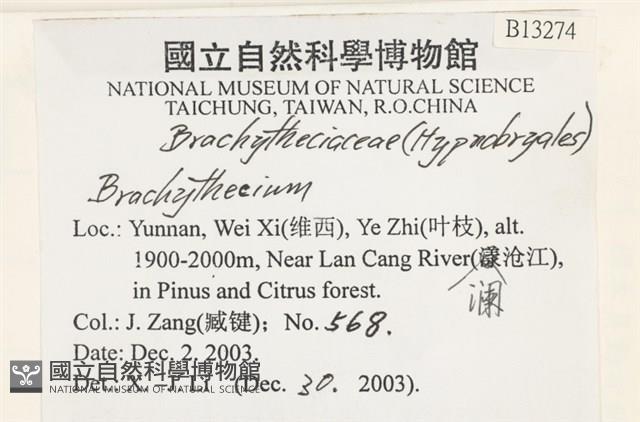 B13274
國立自然科學博物館
NATIONAL MUSEUM OF NATURAL SCIENCE
TAICHUNG, TAIWAN, R.O.CHINA
Brachytheciaceae (Hypnobryales)
Brachythecium
Loc.: Yunnan, Wei Xi(维西), Ye Zhi(叶枝), alt.
1900-2000m, Near Lan Cang River(沧江),
澜
in Pinus and Citrus forest.
Col.: J. Zang(臧键); No. 568.
Date: Dec. 2, 2003.
國立自然科學博物館
Det.: X. (Dec. 30. 2003).
NATIONAL MUSEUM OF NATURAL SCIENCE